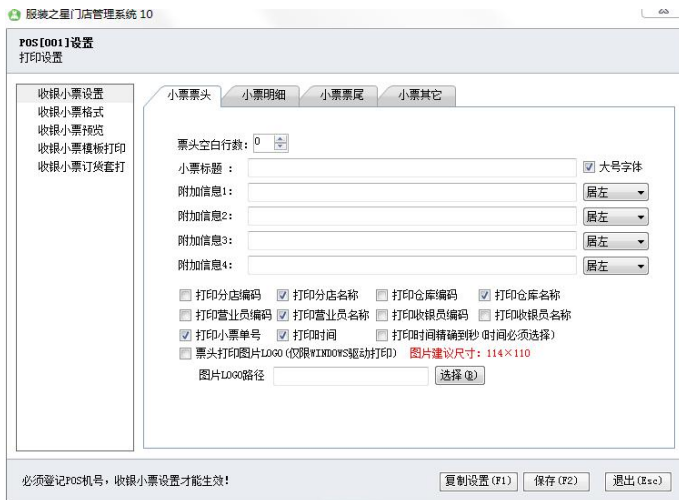 服装之星门店管理系统 10
POS[001]设置
打印设置
收银小票设置
收银小票格式
收银小票预览
收银小票模板打印
收银小票订货套打
小票票头 小票明细 小票票尾 小票其它
票头空白行数: 0
小票标题 : 大号字体
附加信息1: 居左
附加信息2: 居左
附加信息3: 居左
附加信息4: 居左
打印分店编码 打印分店名称 打印仓库编码 打印仓库名称
打印营业员编码 打印营业员名称 打印收银员编码 打印收银员名称
打印小票单号 打印时间 打印时间精确到秒(时间必须选择)
票头打印图片LOGO(仅限WINDOWS驱动打印) 图片建议尺寸: 114×110
图片LOGO路径 选择(B)
必须登记POS机号，收银小票设置才能生效!
复制设置(F1) 保存(F2) 退出(Esc)